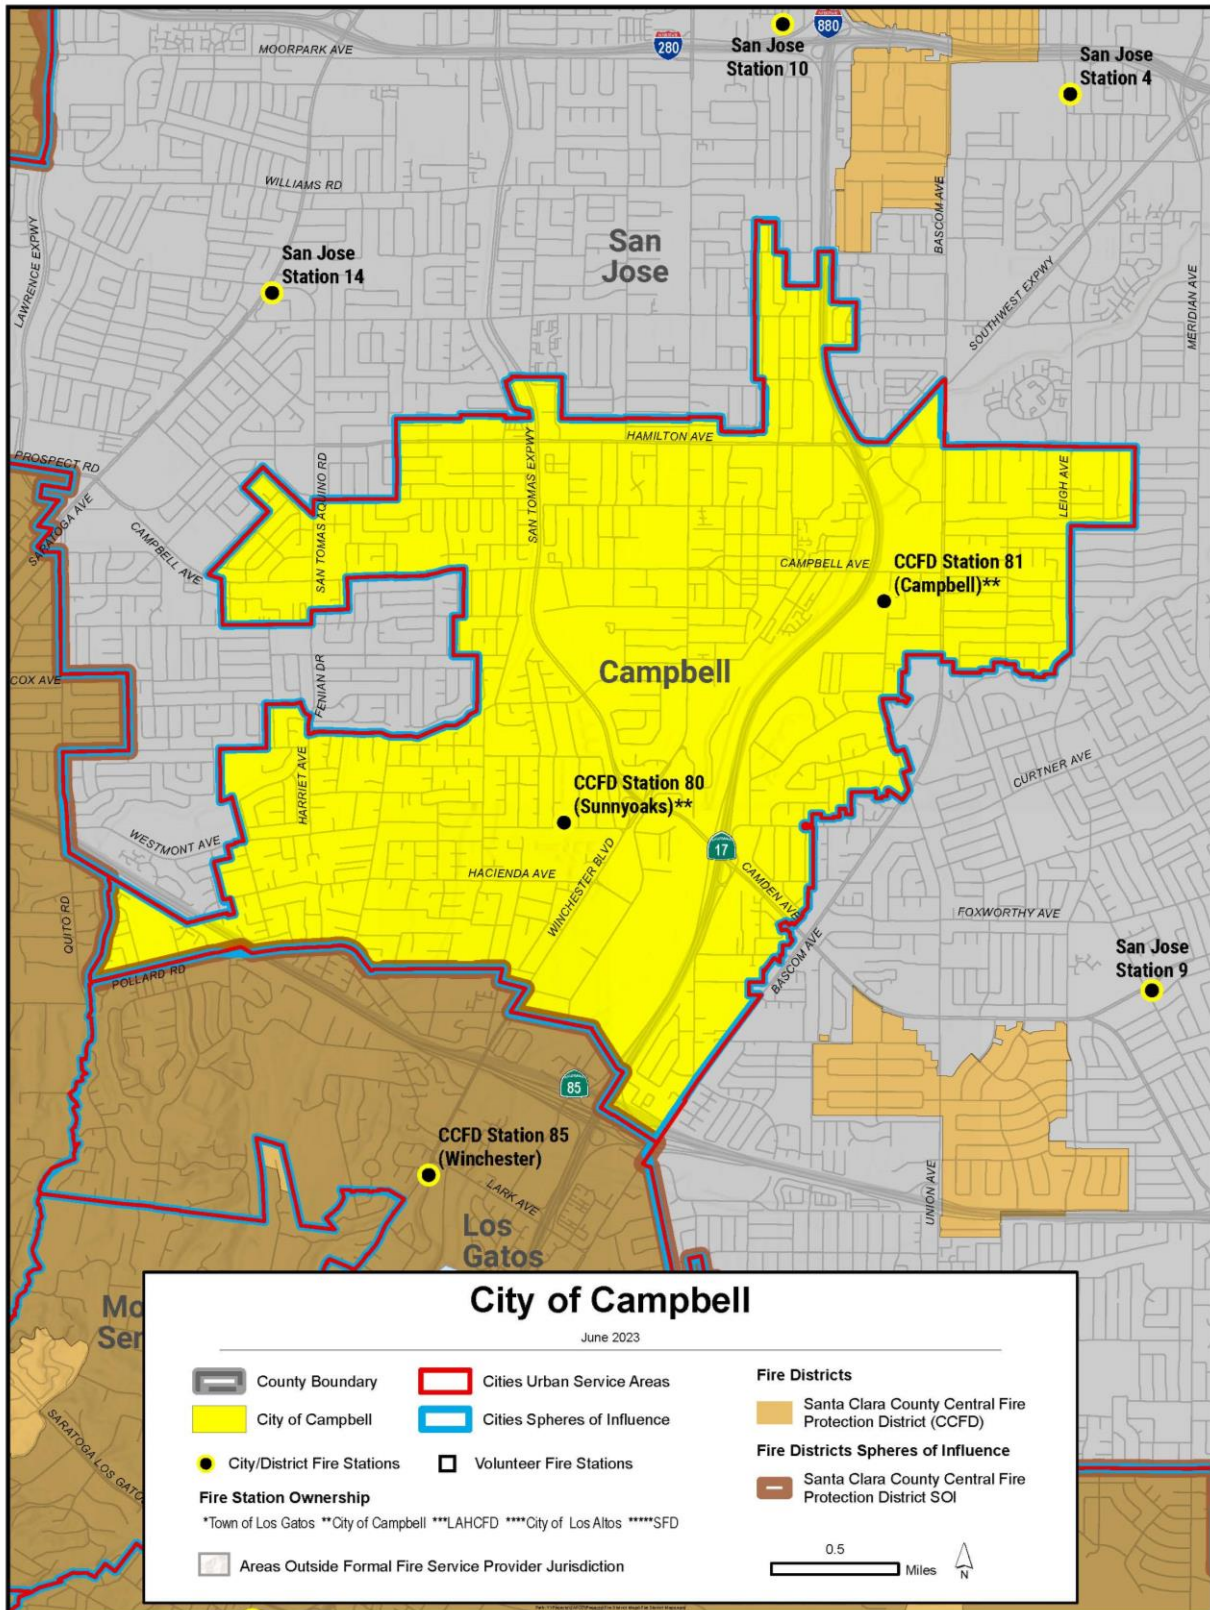 MOORPARK AVE
280
880
San Jose
Station 10
San Jose
Station 4
WILLIAMS RD
LAWRENCE EXPWY
San
Jose
BASCOM AVE
San Jose
Station 14
SOUTHWEST EXPWY
MERIDIAN AVE
HAMILTON AVE
PROSPECT RD
SARATOGA AVE
SAN TOMAS AQUINO RD
SAN TOMAS EXPWY
LEIGH AVE
CAMPBELL AVE
CAMPBELL AVE
CCFD Station 81
(Campbell)**
Campbell
COX AVE
FENIAN DR
HARRIET AVE
CURTNER AVE
CCFD Station 80
(Sunnyoaks)**
WESTMONT AVE
17
HACIENDA AVE
WINCHESTER BLVD
CAMDEN AVE
QUITO RD
FOXWORTHY AVE
BASCOM AVE
San Jose
Station 9
POLLARD RD
85
CCFD Station 85
(Winchester)
LARK AVE
UNION AVE
Los
Gatos
Mo
Ser
SARATOGA LOS GATO
City of Campbell
June 2023
County Boundary
Cities Urban Service Areas
City of Campbell
Cities Spheres of Influence
City/District Fire Stations
Volunteer Fire Stations
Fire Station Ownership
*Town of Los Gatos **City of Campbell ***LAHCFD ****City of Los Altos *****SFD
Areas Outside Formal Fire Service Provider Jurisdiction
Fire Districts
Santa Clara County Central Fire
Protection District (CCFD)
Fire Districts Spheres of Influence
Santa Clara County Central Fire
Protection District SOI
0.5
Miles
N